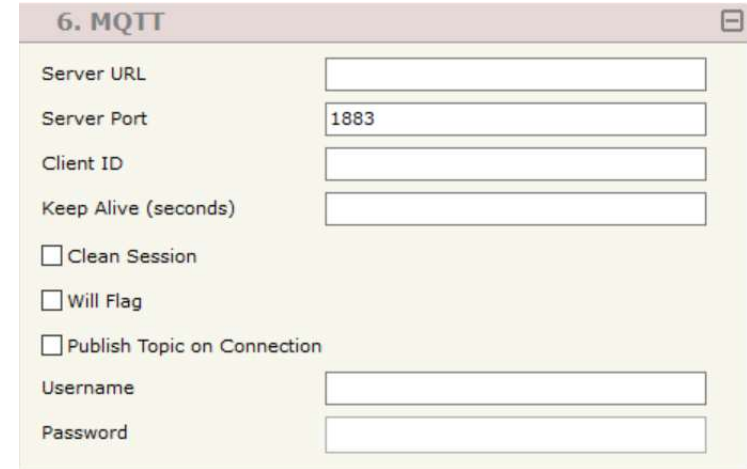 6. MQTT
Server URL
Server Port 1883
Client ID
Keep Alive (seconds)
Clean Session
Will Flag
Publish Topic on Connection
Username
Password